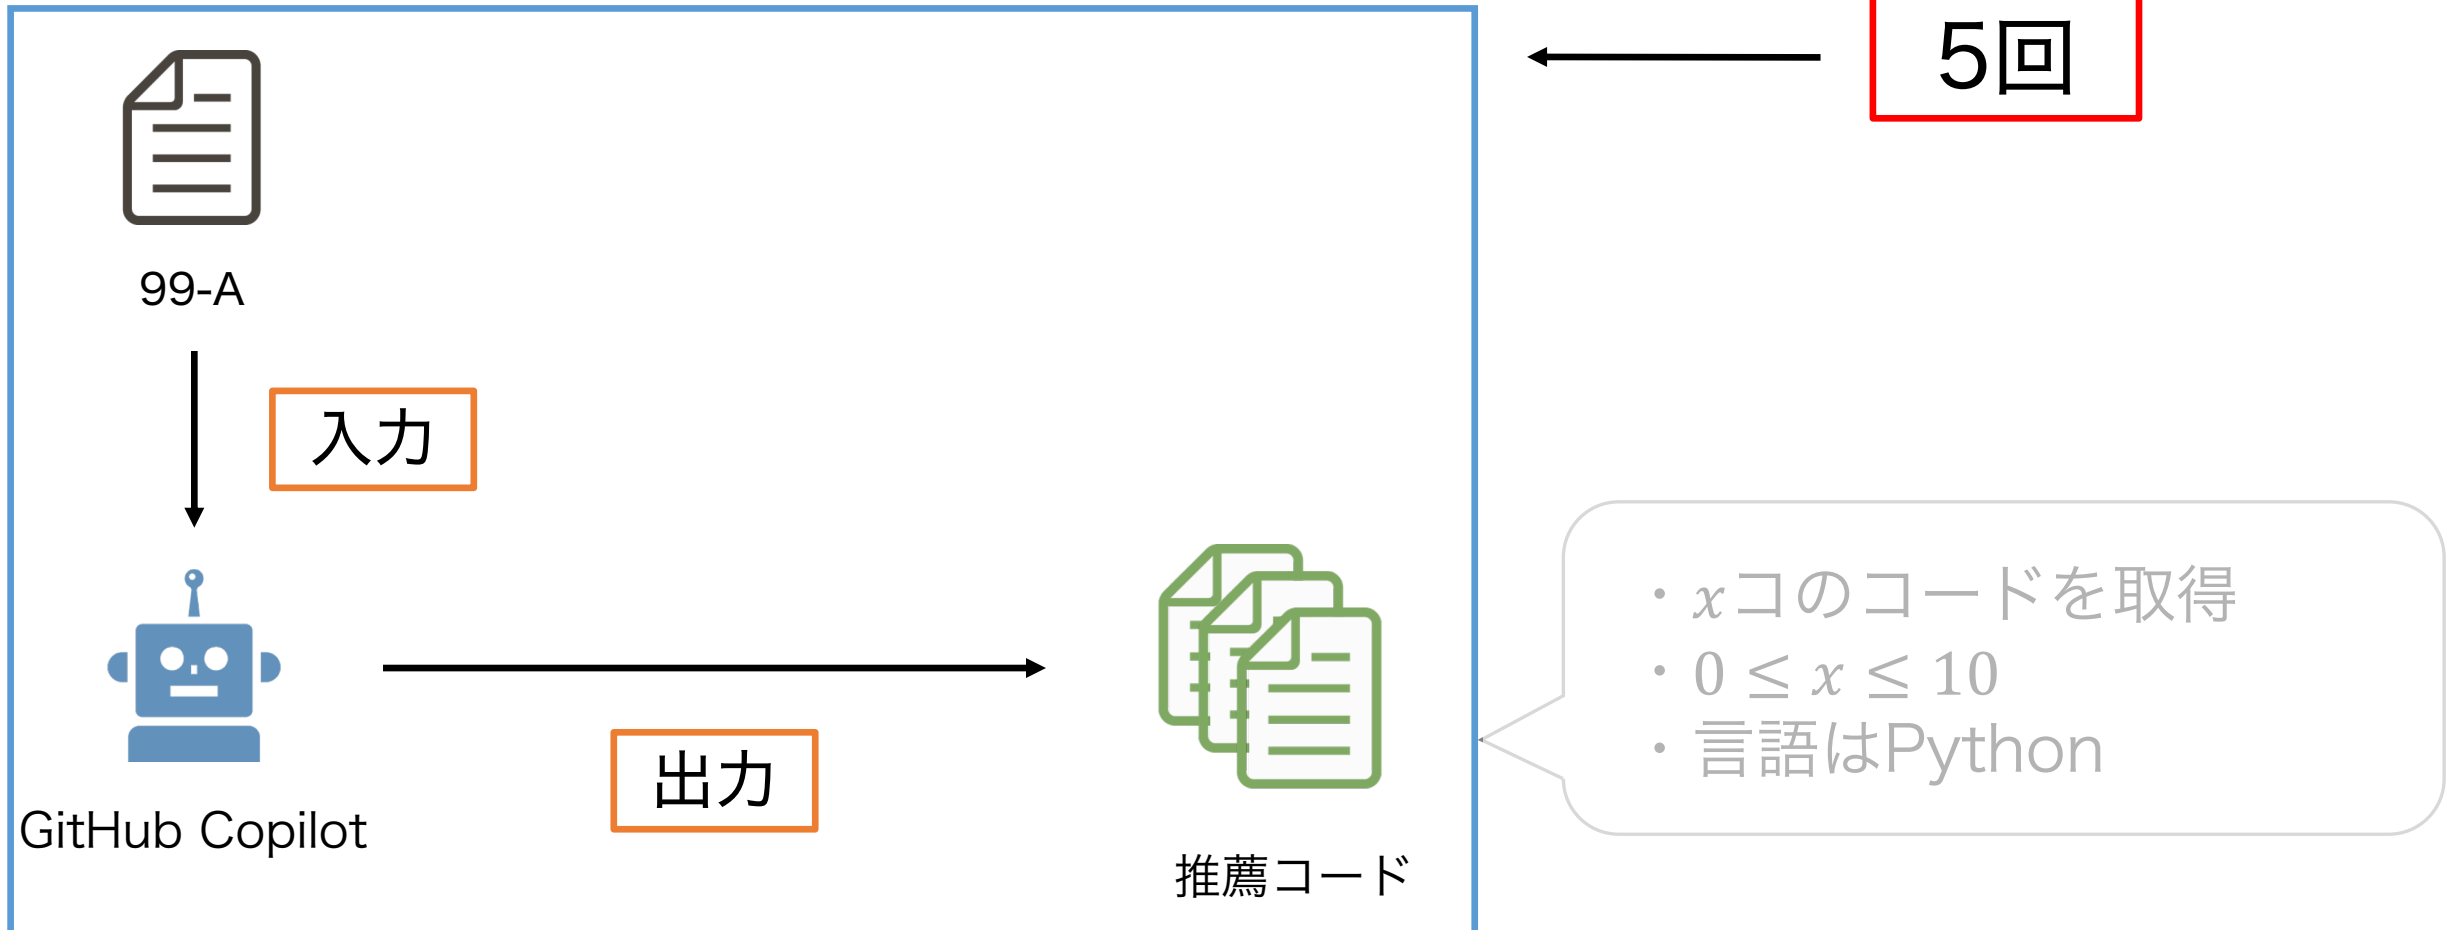 5回
99-A
入力
・xコのコードを取得
・0 ≤ x ≤ 10
・言語はPython
出力
GitHub Copilot
推薦コード